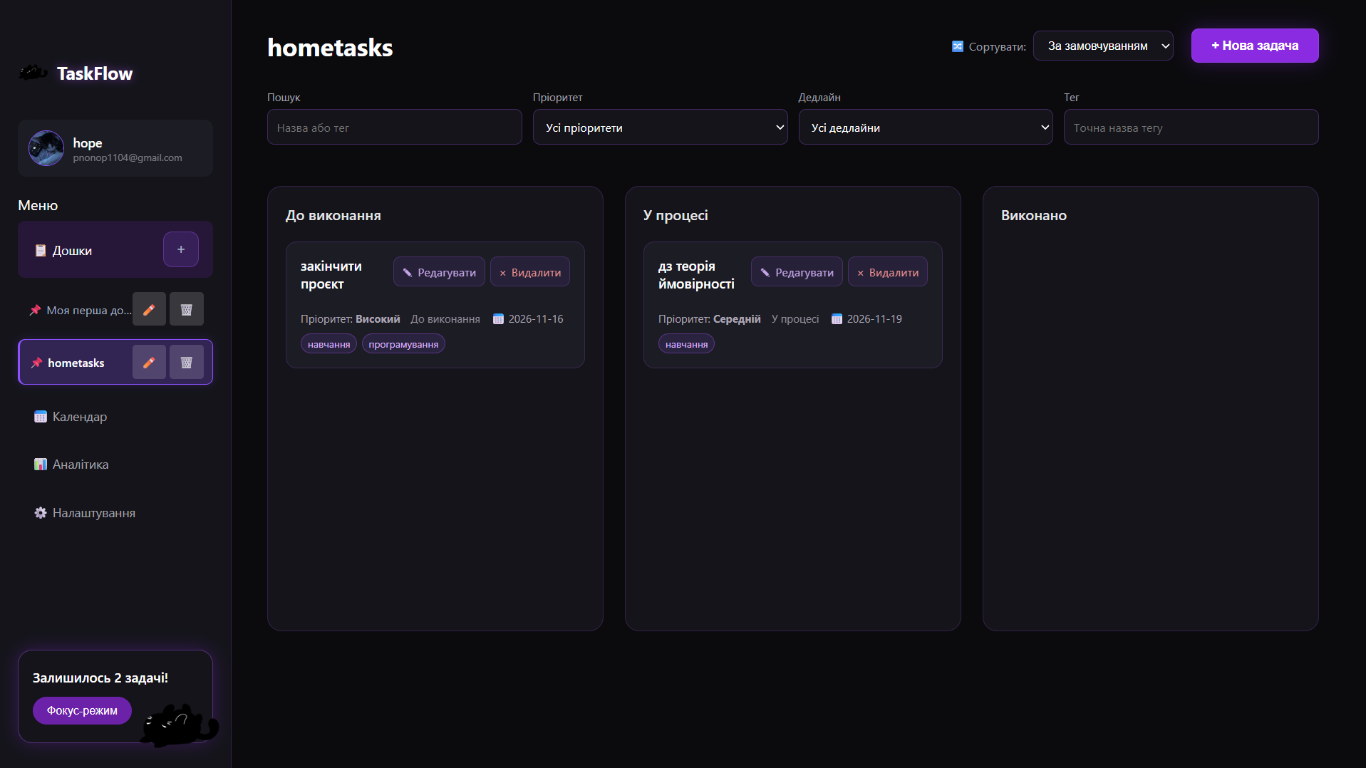 TaskFlow
hope
pnonop1104@gmail.com
Меню
Дошки
+
Моя перша до...
hometasks
Календар
Аналітика
Налаштування
Залишилось 2 задачі!
Фокус-режим
hometasks
Сортувати:
За замовчуванням
+ Нова задача
Пошук
Назва або тег
Пріоритет
Усі пріоритети
Дедлайн
Усі дедлайни
Тег
Точна назва тегу
До виконання
закінчити
проєкт
Редагувати
× Видалити
Пріоритет: Високий До виконання 2026-11-16
навчання програмування
У процесі
дз теорія
ймовірності
Редагувати
× Видалити
Пріоритет: Середній У процесі 2026-11-19
навчання
Виконано